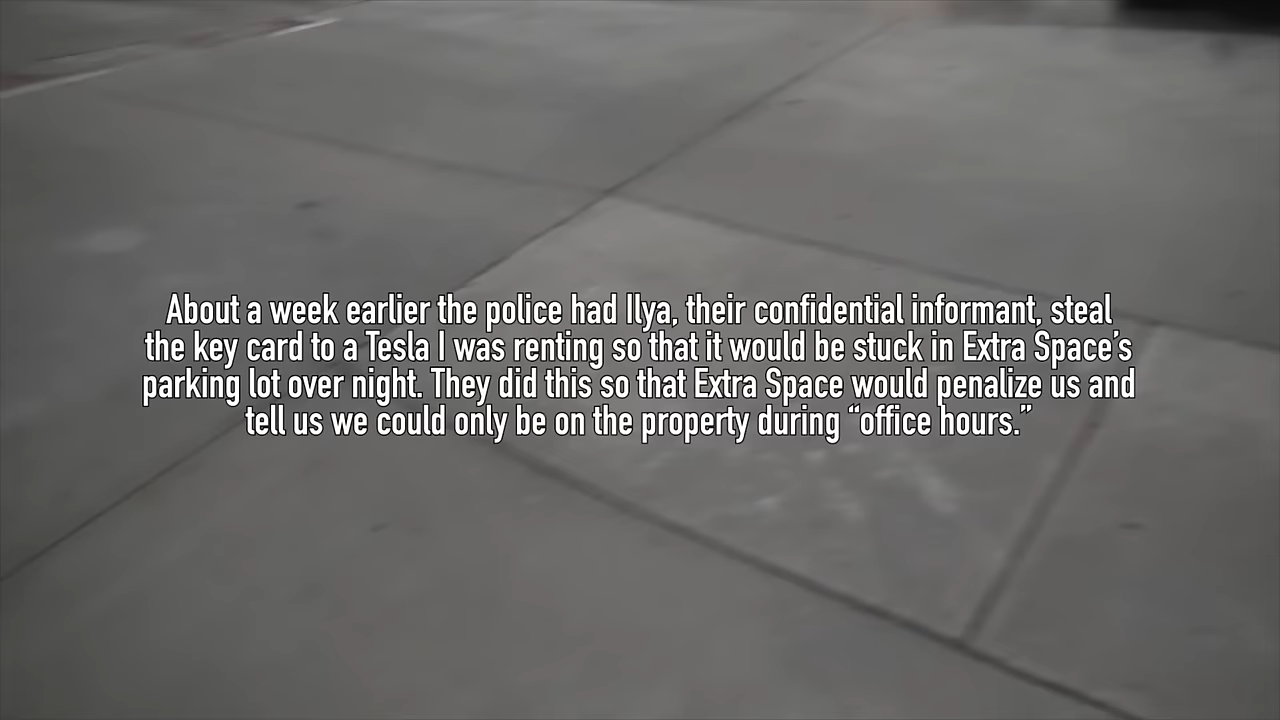 About a week earlier the police had Ilya, their confidential informant, steal
the key card to a Tesla I was renting so that it would be stuck in Extra Space’s
parking lot over night. They did this so that Extra Space would penalize us and
tell us we could only be on the property during “office hours.”